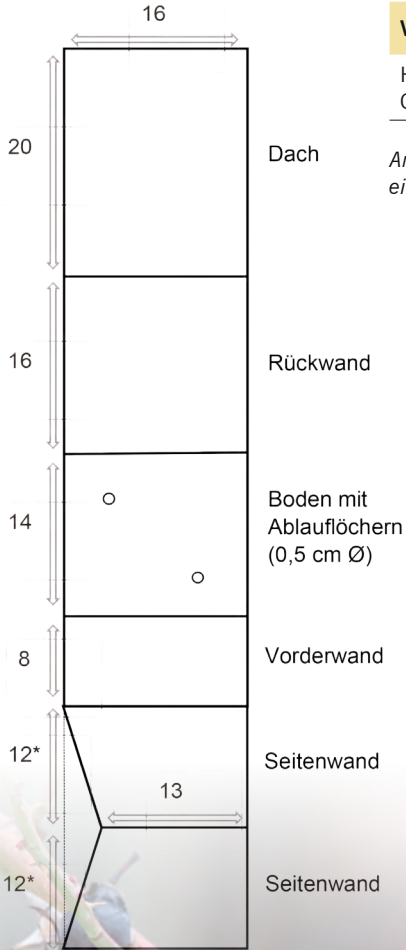 16
20
Dach
16
Rückwand
14
Boden mit
Ablauflöchern
(0,5 cm Ø)
8
Vorderwand
12*
Seitenwand
13
12*
Seitenwand